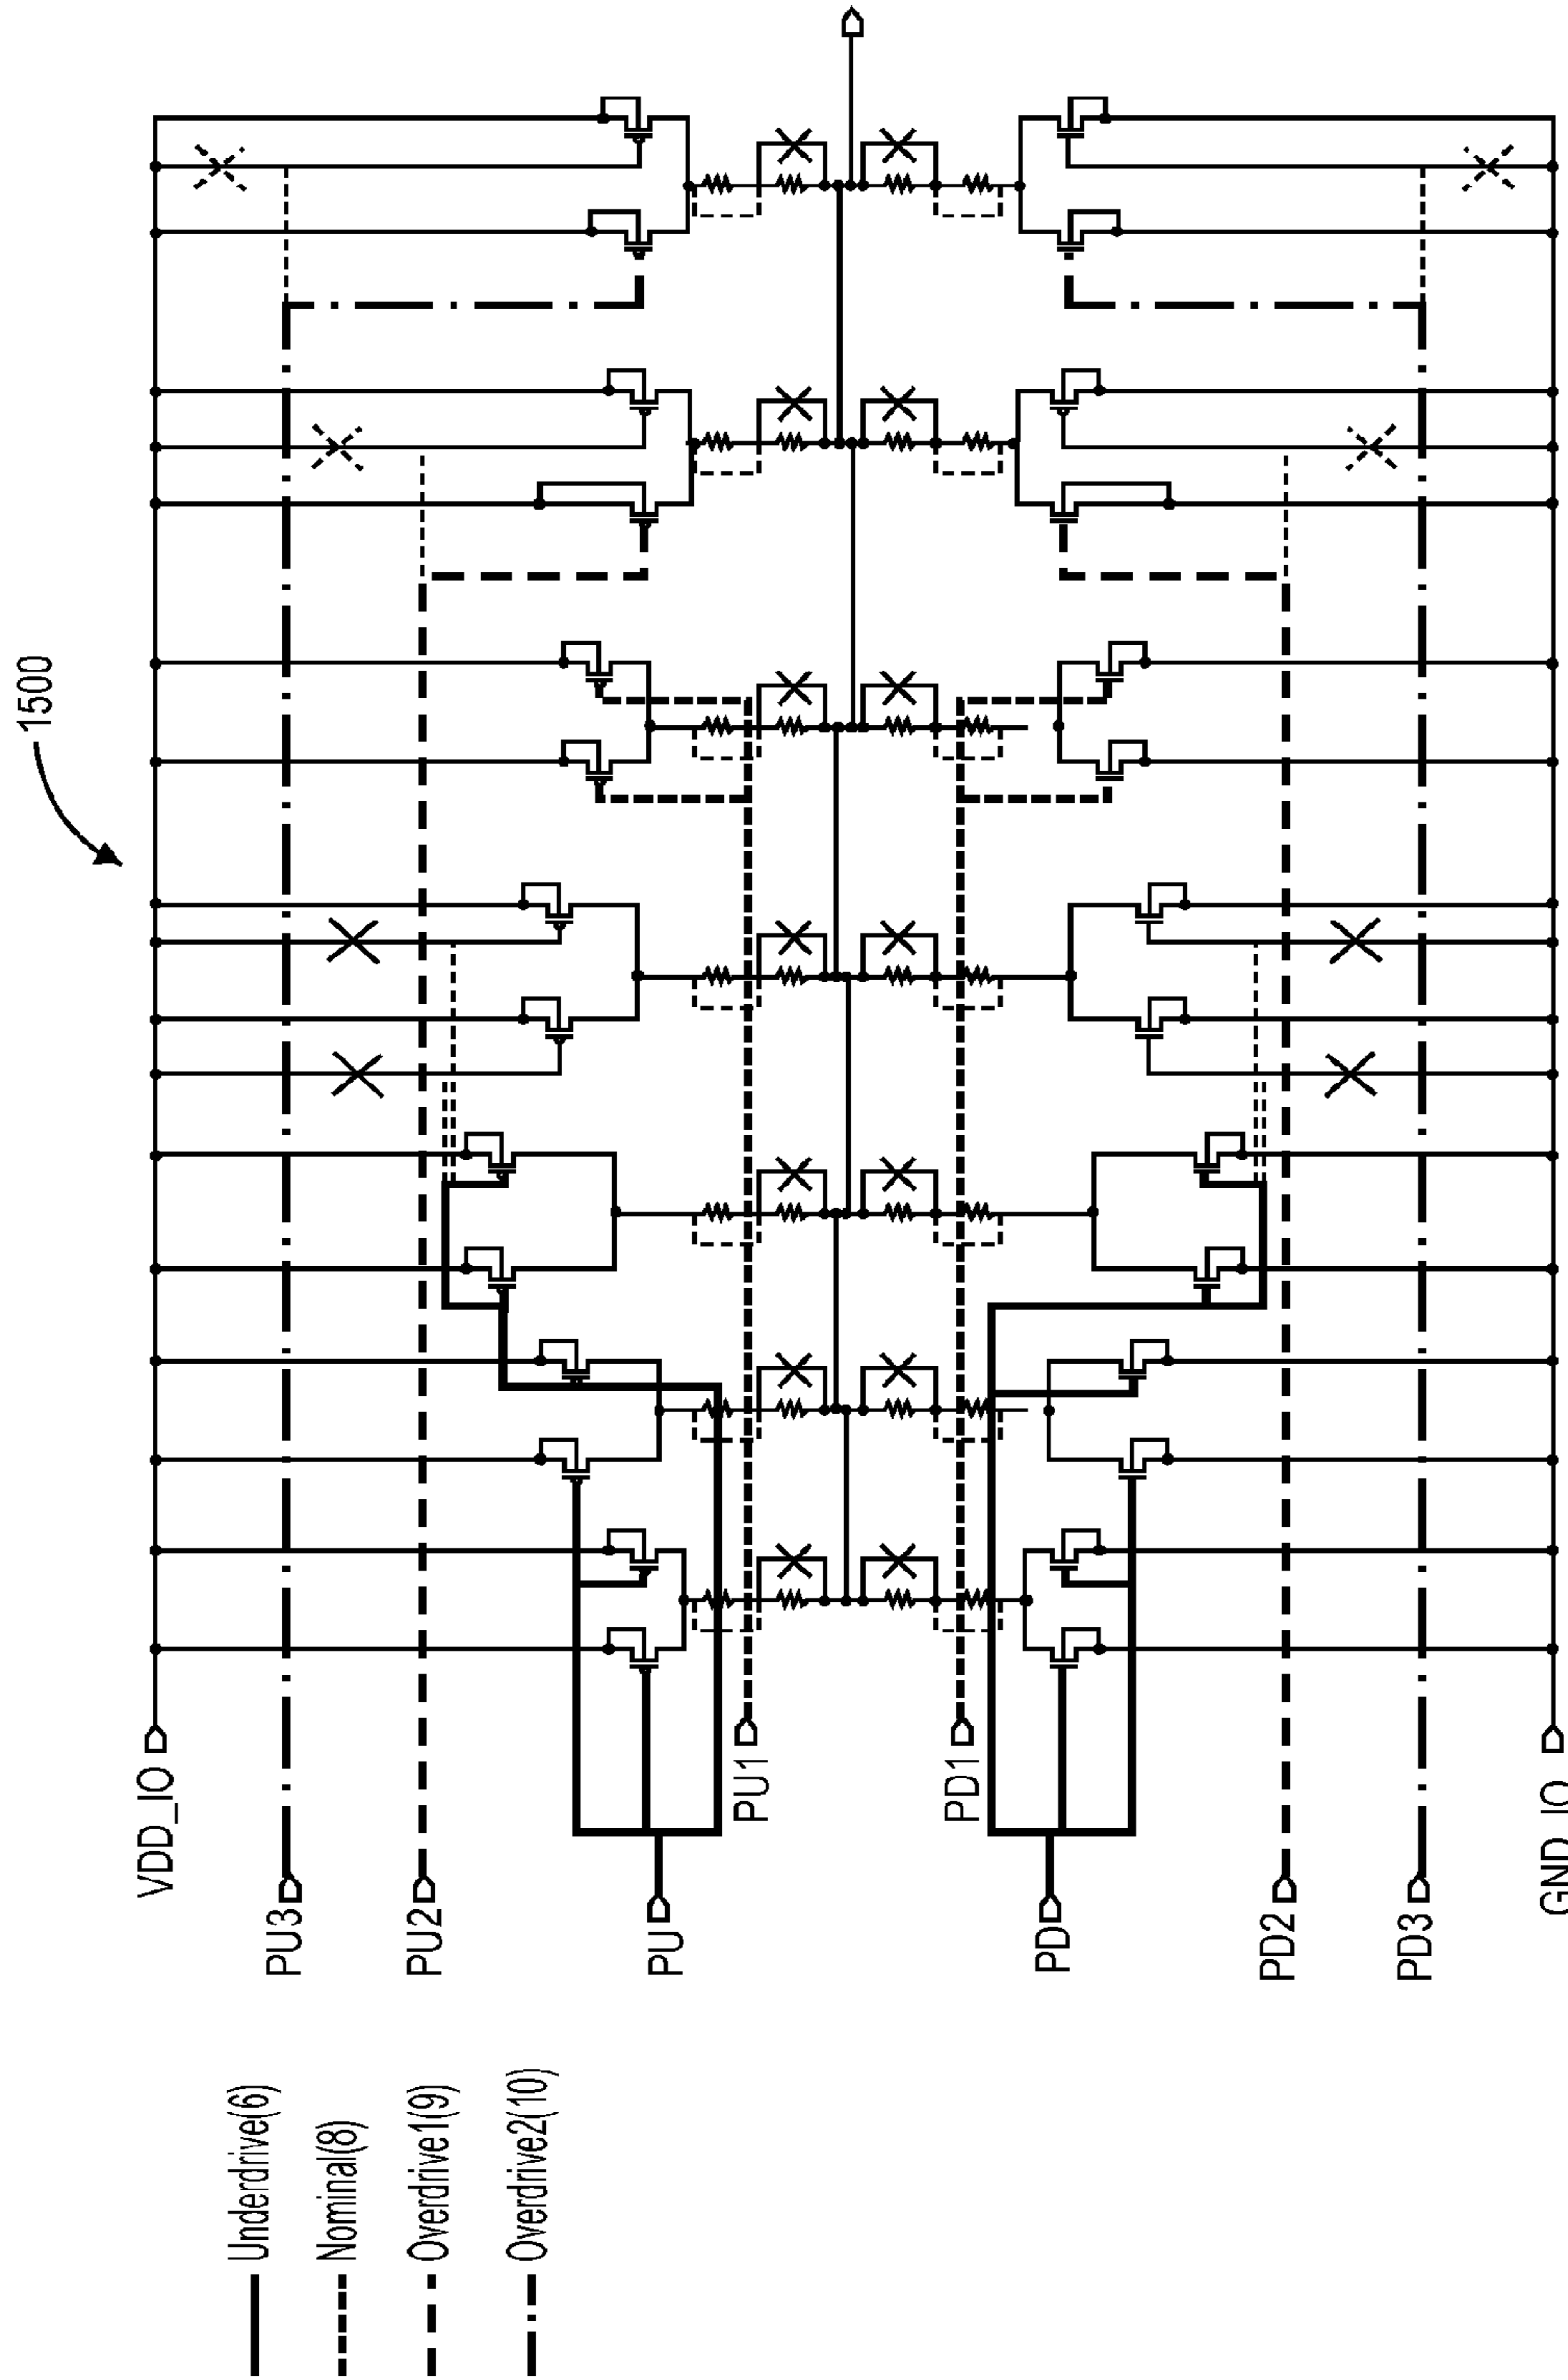 1500
VDD_IO
PU3
PU2
PU
PU1
PD1
PD
PD2
PD3
GND_IO
Underdrive(6)
Nominal(8)
Overdrive1(9)
Overdrive2(10)